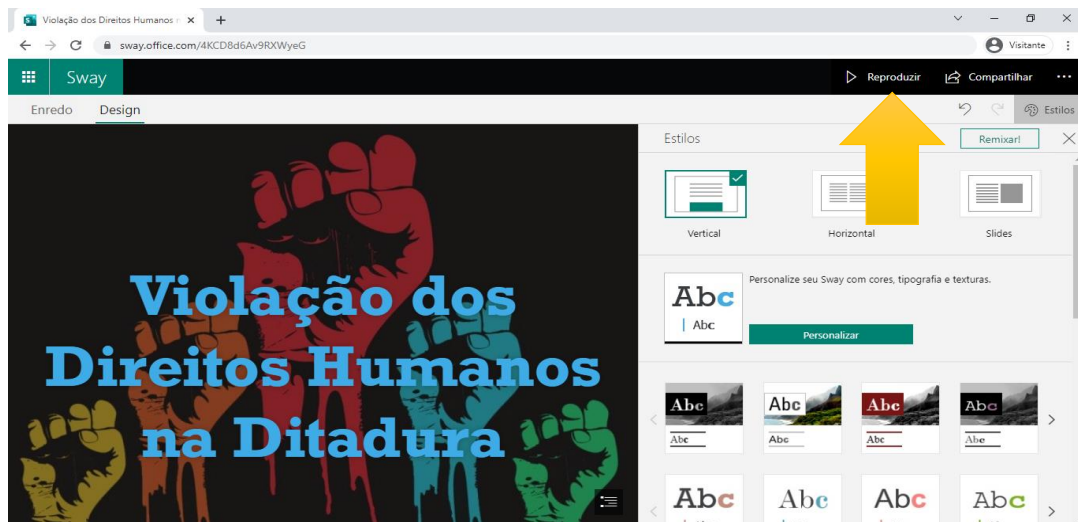 Violação dos Direitos Humanos n
sway.office.com/4KCD8d6Av9RXWyeG
Visitante
Sway
Reproduzir
Compartilhar
Enredo
Design
Estilos
Estilos
Remixar!
Violação dos
Direitos Humanos
na Ditadura
Vertical
Horizontal
Slides
Abc
Abc
Personalize seu Sway com cores, tipografia e texturas.
Personalizar
Abc
Abc
Abc
Abc
Abc
Abc
Abc
Abc
Abc
Abc
Abc
Abc